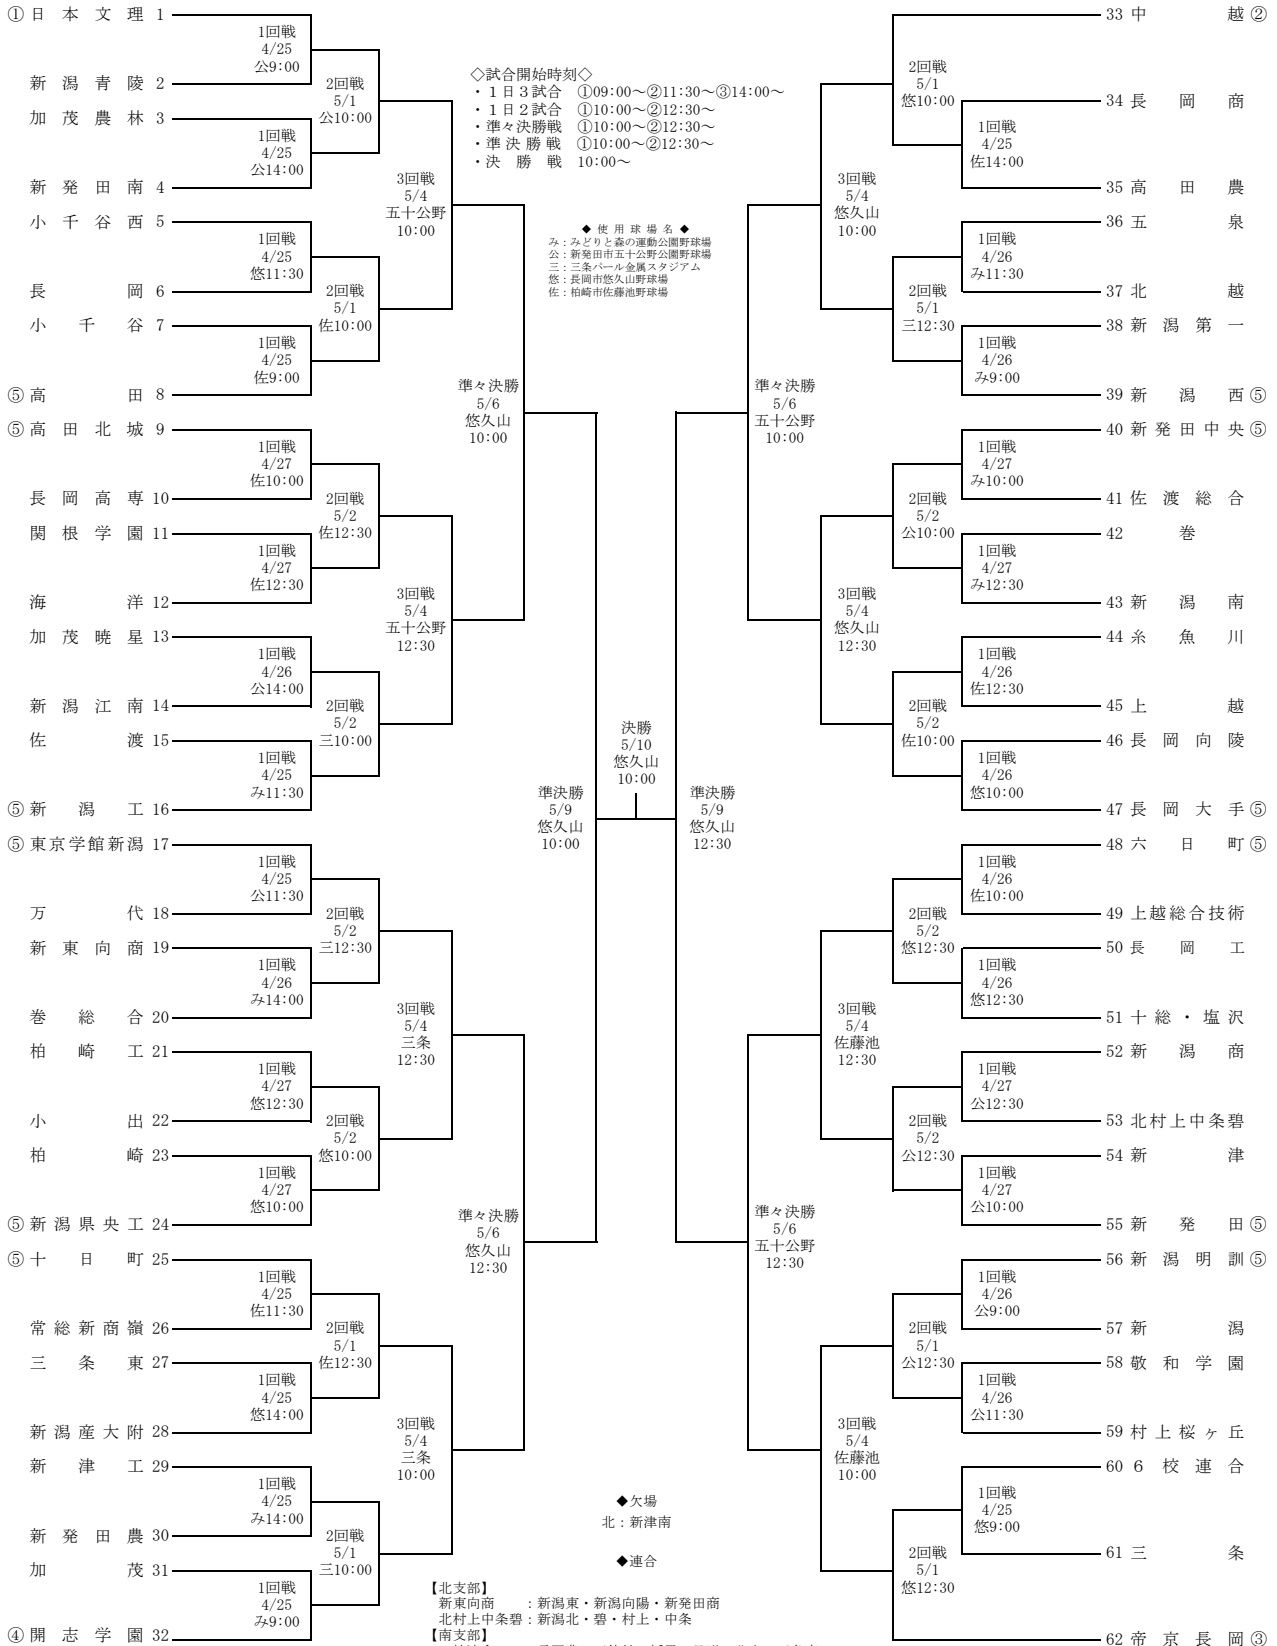 ①日本文理 1
新潟青陵 2
加茂農林 3
新発田南 4
小千谷西 5
長岡 6
小千谷 7
⑤高田 8
⑤高田北城 9
長岡高専 10
関根学園 11
海洋 12
加茂暁星 13
新潟江南 14
佐渡 15
⑤新潟工 16
⑤東京学館新潟 17
万代 18
新東向商 19
巻総合 20
柏崎工 21
小出 22
柏崎 23
⑤新潟県央工 24
⑤十日町 25
常総新商嶺 26
三条東 27
新潟産大附 28
新津工 29
新発田農 30
加茂 31
④開志学園 32
1回戦
4/25
公9:00
1回戦
4/25
公14:00
1回戦
4/25
悠11:30
1回戦
4/25
佐9:00
1回戦
4/27
佐10:00
1回戦
4/27
佐12:30
1回戦
4/26
公14:00
1回戦
4/25
み11:30
1回戦
4/25
公11:30
1回戦
4/26
み14:00
1回戦
4/27
悠12:30
1回戦
4/27
悠10:00
1回戦
4/25
佐11:30
1回戦
4/25
悠14:00
1回戦
4/25
み14:00
1回戦
4/25
み9:00
2回戦
5/1
公10:00
2回戦
5/1
佐10:00
2回戦
5/2
佐12:30
2回戦
5/2
三10:00
2回戦
5/2
三12:30
2回戦
5/2
悠10:00
2回戦
5/1
佐12:30
2回戦
5/1
三10:00
3回戦
5/4
五十公野
10:00
3回戦
5/4
五十公野
12:30
3回戦
5/4
三条
12:30
3回戦
5/4
三条
10:00
準々決勝
5/6
悠久山
10:00
準々決勝
5/6
悠久山
12:30
準決勝
5/9
悠久山
10:00
◇試合開始時刻◇
・1日3試合 ①09:00～②11:30～③14:00～
・1日2試合 ①10:00～②12:30～
・準々決勝戦 ①10:00～②12:30～
・準決勝戦 ①10:00～②12:30～
・決勝戦 10:00～
◆使用球場名◆
み：みどりと森の運動公園野球場
公：新発田市五十公野公園野球場
三：三条パール金属スタジアム
悠：長岡市悠久山野球場
佐：柏崎市佐藤池野球場
決勝
5/10
悠久山
10:00
準決勝
5/9
悠久山
12:30
準々決勝
5/6
五十公野
10:00
準々決勝
5/6
五十公野
12:30
3回戦
5/4
悠久山
10:00
3回戦
5/4
悠久山
12:30
3回戦
5/4
佐藤池
12:30
3回戦
5/4
佐藤池
10:00
2回戦
5/1
悠10:00
2回戦
5/1
三12:30
2回戦
5/2
公10:00
2回戦
5/2
佐10:00
2回戦
5/2
悠12:30
2回戦
5/2
公12:30
2回戦
5/1
公12:30
2回戦
5/1
悠12:30
1回戦
4/25
佐14:00
1回戦
4/26
み11:30
1回戦
4/26
み9:00
1回戦
4/27
み10:00
1回戦
4/27
み12:30
1回戦
4/26
佐12:30
1回戦
4/26
悠10:00
1回戦
4/26
佐10:00
1回戦
4/26
悠12:30
1回戦
4/27
公12:30
1回戦
4/27
公10:00
1回戦
4/26
公9:00
1回戦
4/26
公11:30
1回戦
4/25
悠9:00
33 中越②
34 長岡商
35 高田農
36 五泉
37 北越
38 新潟第一
39 新潟西⑤
40 新発田中央⑤
41 佐渡総合
42 巻
43 新潟南
44 糸魚川
45 上越
46 長岡向陵
47 長岡大手⑤
48 六日町⑤
49 上越総合技術
50 長岡工
51 十総・塩沢
52 新潟商
53 北村上中条碧
54 新津
55 新発田⑤
56 新潟明訓⑤
57 新潟
58 敬和学園
59 村上桜ヶ丘
60 6校連合
61 三条
62 帝京長岡③
◆欠場
北：新津南
◆連合
【北支部】
新東向商 ：新潟東・新潟向陽・新発田商
北村上中条碧：新潟北・碧・村上・中条
【南支部】